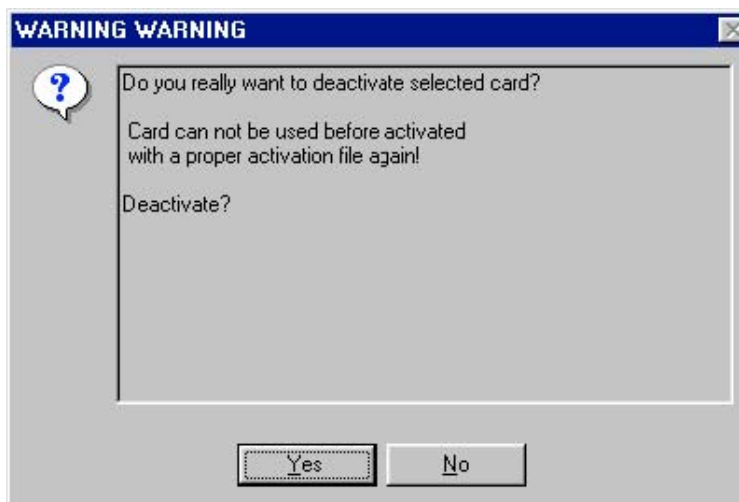 WARNING WARNING
?
Do you really want to deactivate selected card?
Card can not be used before activated
with a proper activation file again!
Deactivate?
Yes
No